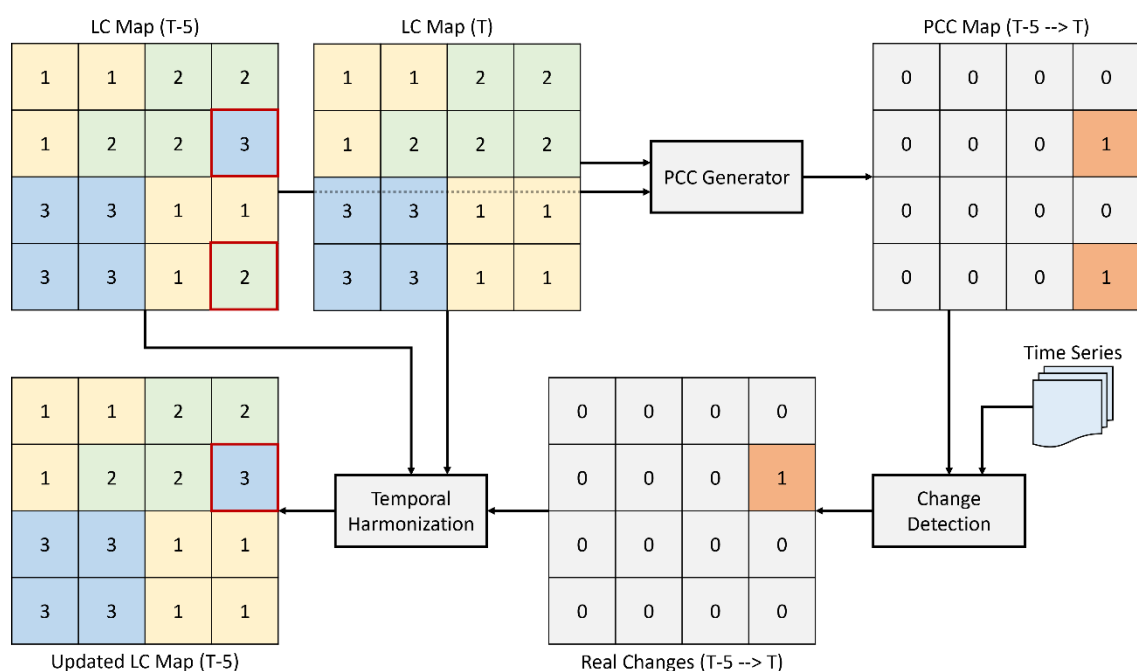 LC Map (T-5)
LC Map (T)
PCC Map (T-5 --> T)
1 1 2 2
1 2 2 3
3 3 1 1
3 3 1 2
1 1 2 2
1 2 2 2
3 3 1 1
3 3 1 1
PCC Generator
0 0 0 0
0 0 0 1
0 0 0 0
0 0 0 1
Time Series
1 1 2 2
1 2 2 3
3 3 1 1
3 3 1 1
Temporal
Harmonization
0 0 0 0
0 0 0 1
0 0 0 0
0 0 0 0
Change
Detection
Updated LC Map (T-5)
Real Changes (T-5 --> T)